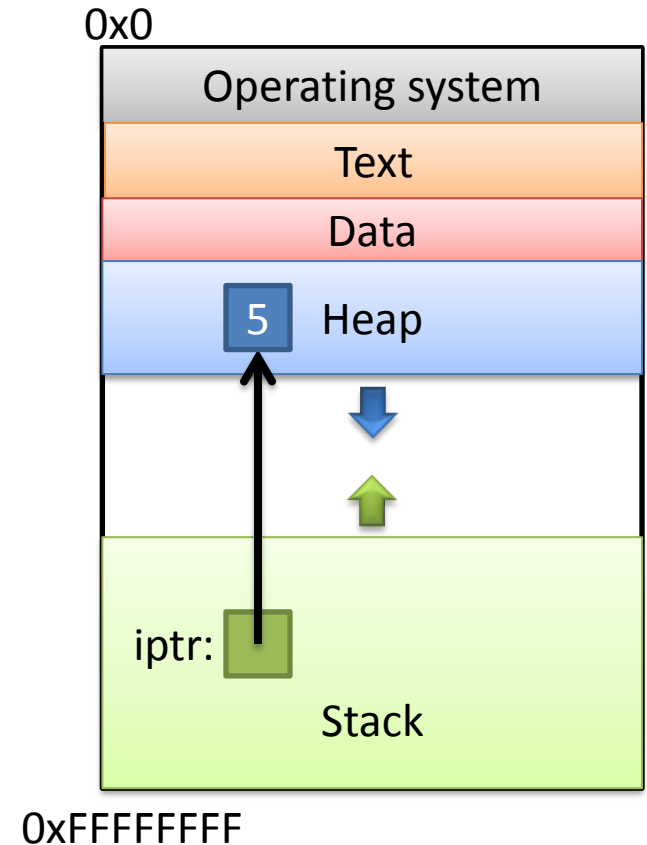 0x0
Operating system
Text
Data
5 Heap
iptr:
Stack
0xFFFFFFFF